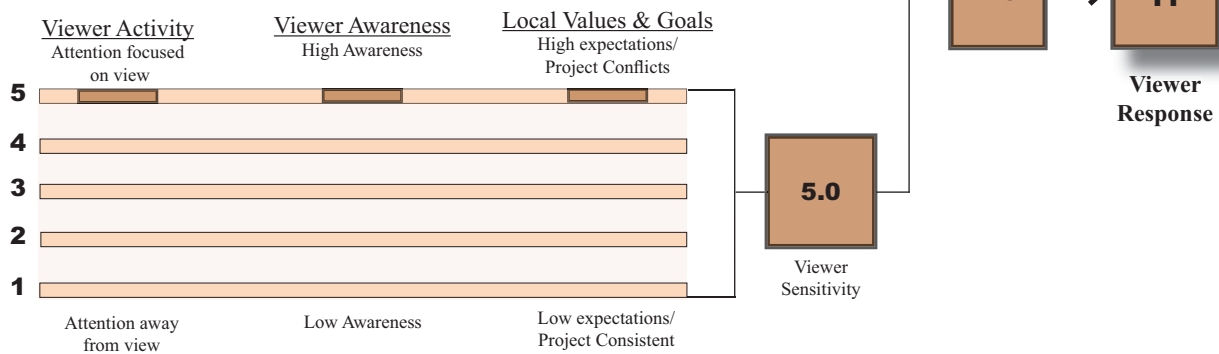 Viewer Activity
Attention focused
on view
Viewer Awareness
High Awareness
Local Values & Goals
High expectations/
Project Conflicts
Viewer
Response
5
4
3
2
1
5.0
Viewer
Sensitivity
Attention away
from view
Low Awareness
Low expectations/
Project Consistent